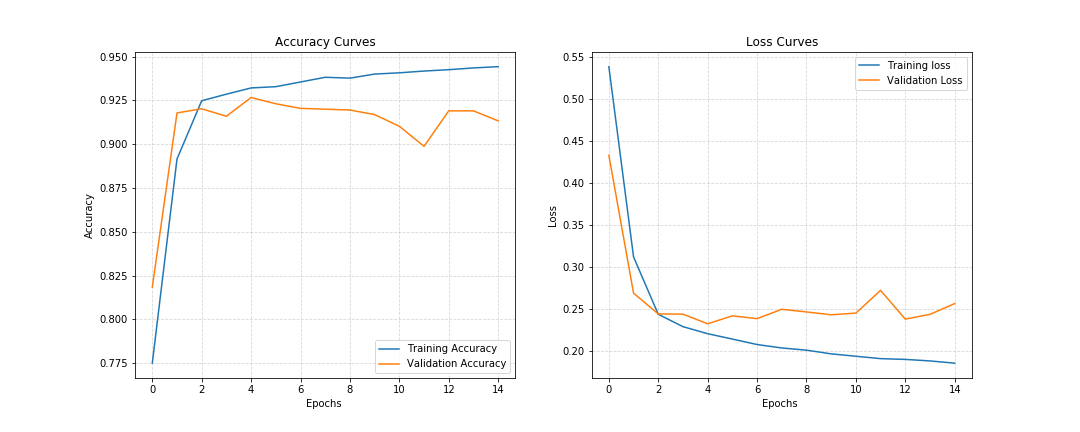 Accuracy Curves
0.950
0.925
0.900
0.875
0.850
0.825
0.800
0.775
Accuracy
0 2 4 6 8 10 12 14
Epochs
Training Accuracy
Validation Accuracy
Loss Curves
0.55
0.50
0.45
0.40
0.35
0.30
0.25
0.20
Loss
0 2 4 6 8 10 12 14
Epochs
Training loss
Validation Loss